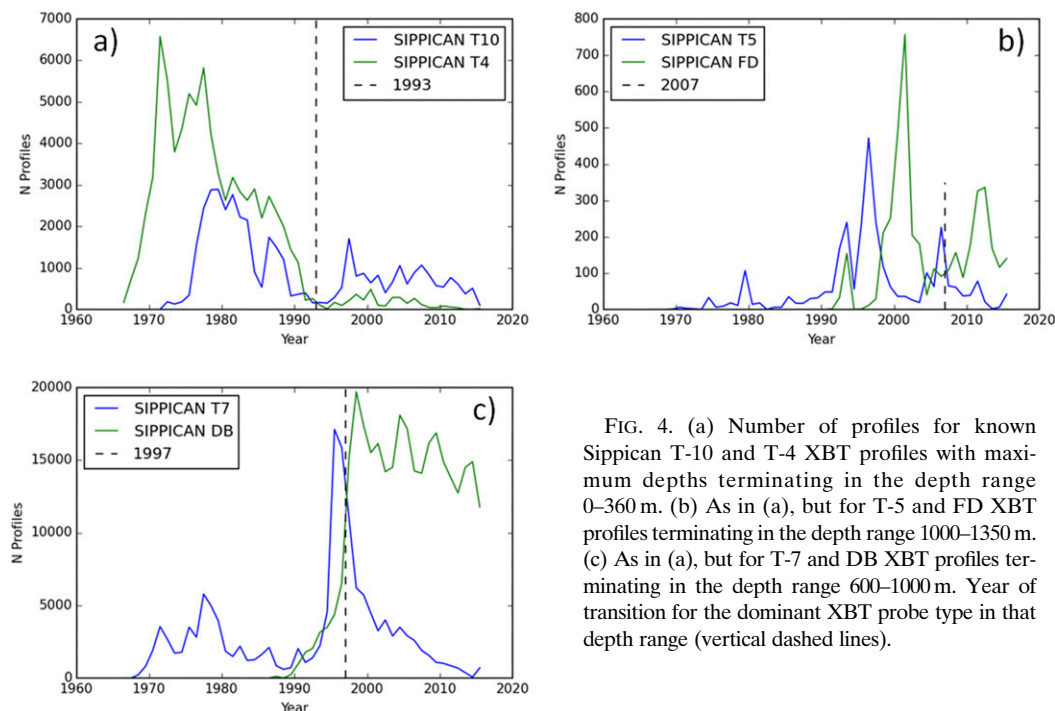 a)
SIPPICAN T10
SIPPICAN T4
1993
7000
6000
5000
4000
3000
2000
1000
0
N Profiles
1960 1970 1980 1990 2000 2010 2020
Year
b)
SIPPICAN T5
SIPPICAN FD
2007
800
700
600
500
400
300
200
100
0
N Profiles
1960 1970 1980 1990 2000 2010 2020
Year
c)
SIPPICAN T7
SIPPICAN DB
1997
20000
15000
10000
5000
0
N Profiles
1960 1970 1980 1990 2000 2010 2020
Year
FIG. 4. (a) Number of profiles for known
Sippican T-10 and T-4 XBT profiles with maxi-
mum depths terminating in the depth range
0–360 m. (b) As in (a), but for T-5 and FD XBT
profiles terminating in the depth range 1000–1350 m.
(c) As in (a), but for T-7 and DB XBT profiles ter-
minating in the depth range 600–1000 m. Year of
transition for the dominant XBT probe type in that
depth range (vertical dashed lines).